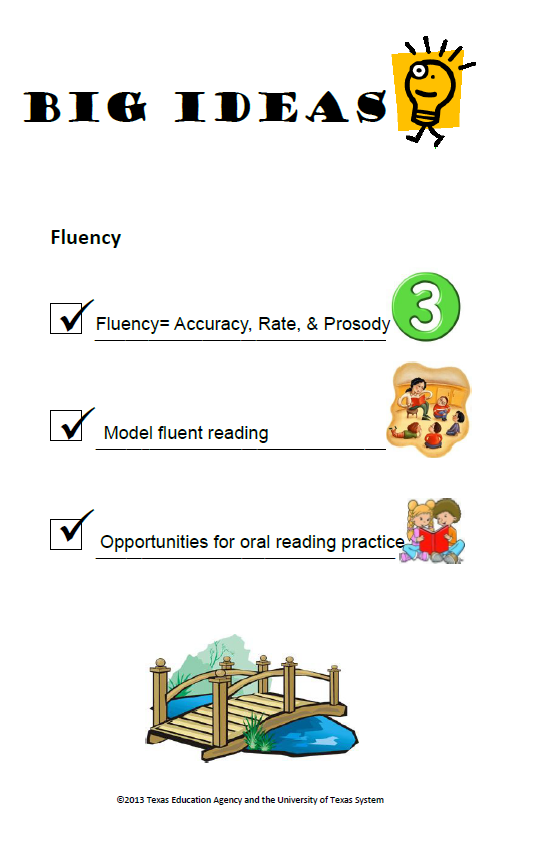 BIG IDEAS
Fluency
Fluency= Accuracy, Rate, & Prosody
3
Model fluent reading
Opportunities for oral reading practice
©2013 Texas Education Agency and the University of Texas System